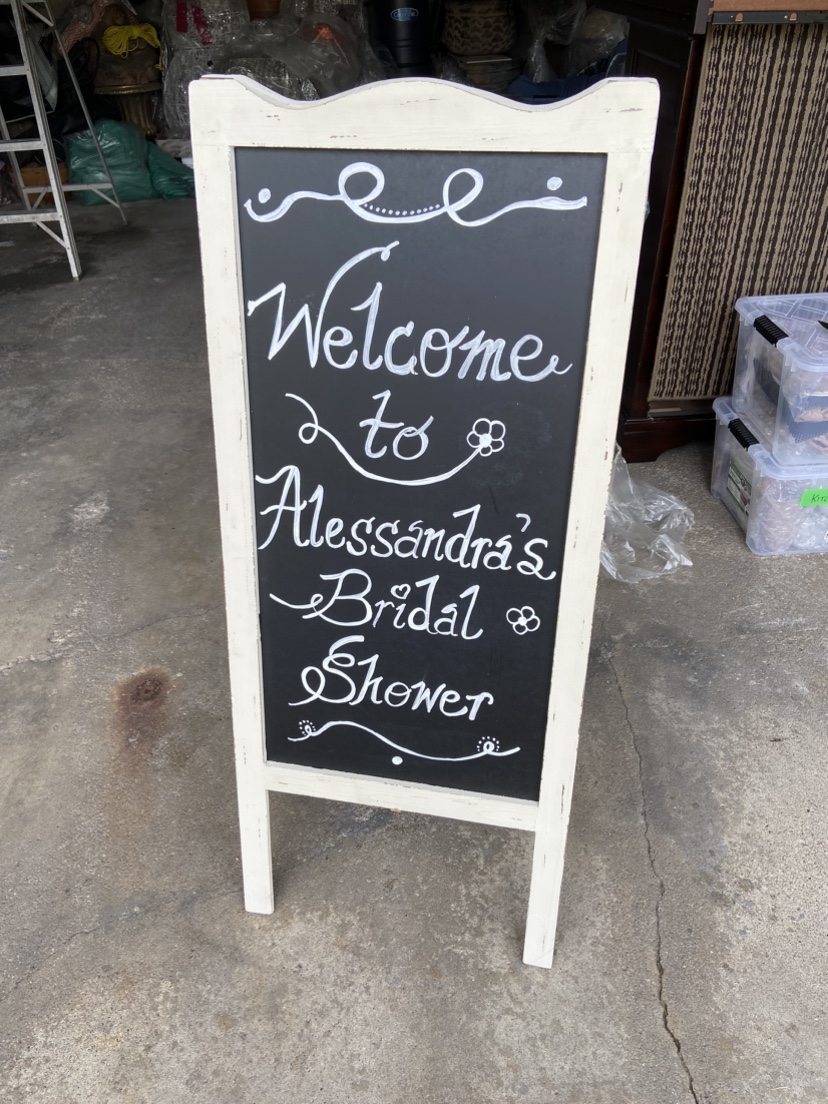 Welcome
to
Alessandra's
Bridal
Shower